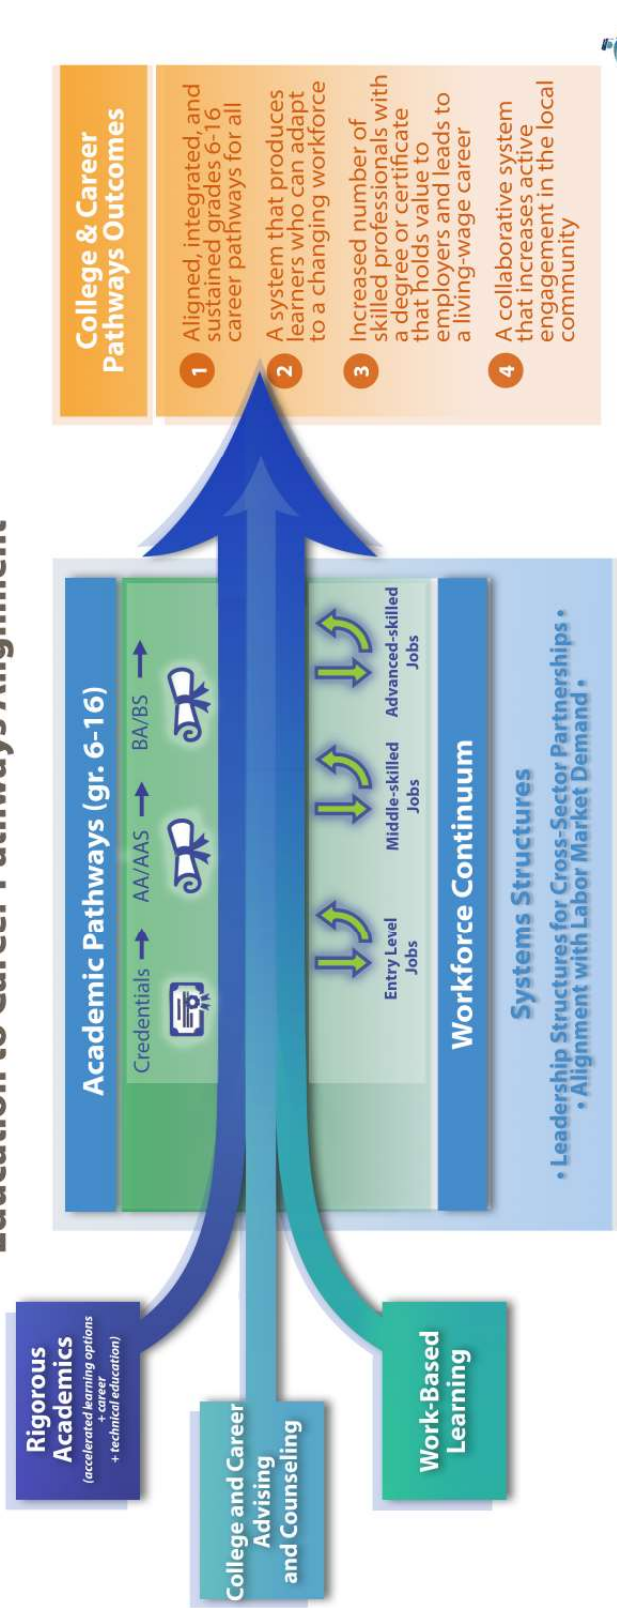 Education to Career Pathways Alignment
Rigorous
Academics
(accelerated learning options
+ career
+ technical education)
College and Career
Advising
and Counseling
Work-Based
Learning
Academic Pathways (gr. 6-16)
Credentials → AA/AAS → BA/BS →
Entry Level
Jobs
Middle-skilled
Jobs
Advanced-skilled
Jobs
Workforce Continuum
Systems Structures
• Leadership Structures for Cross-Sector Partnerships •
• Alignment with Labor Market Demand •
College & Career
Pathways Outcomes
1 Aligned, integrated, and
sustained grades 6-16
career pathways for all
2 A system that produces
learners who can adapt
to a changing workforce
3 Increased number of
skilled professionals with
a degree or certificate
that holds value to
employers and leads to
a living-wage career
4 A collaborative system
that increases active
engagement in the local
community